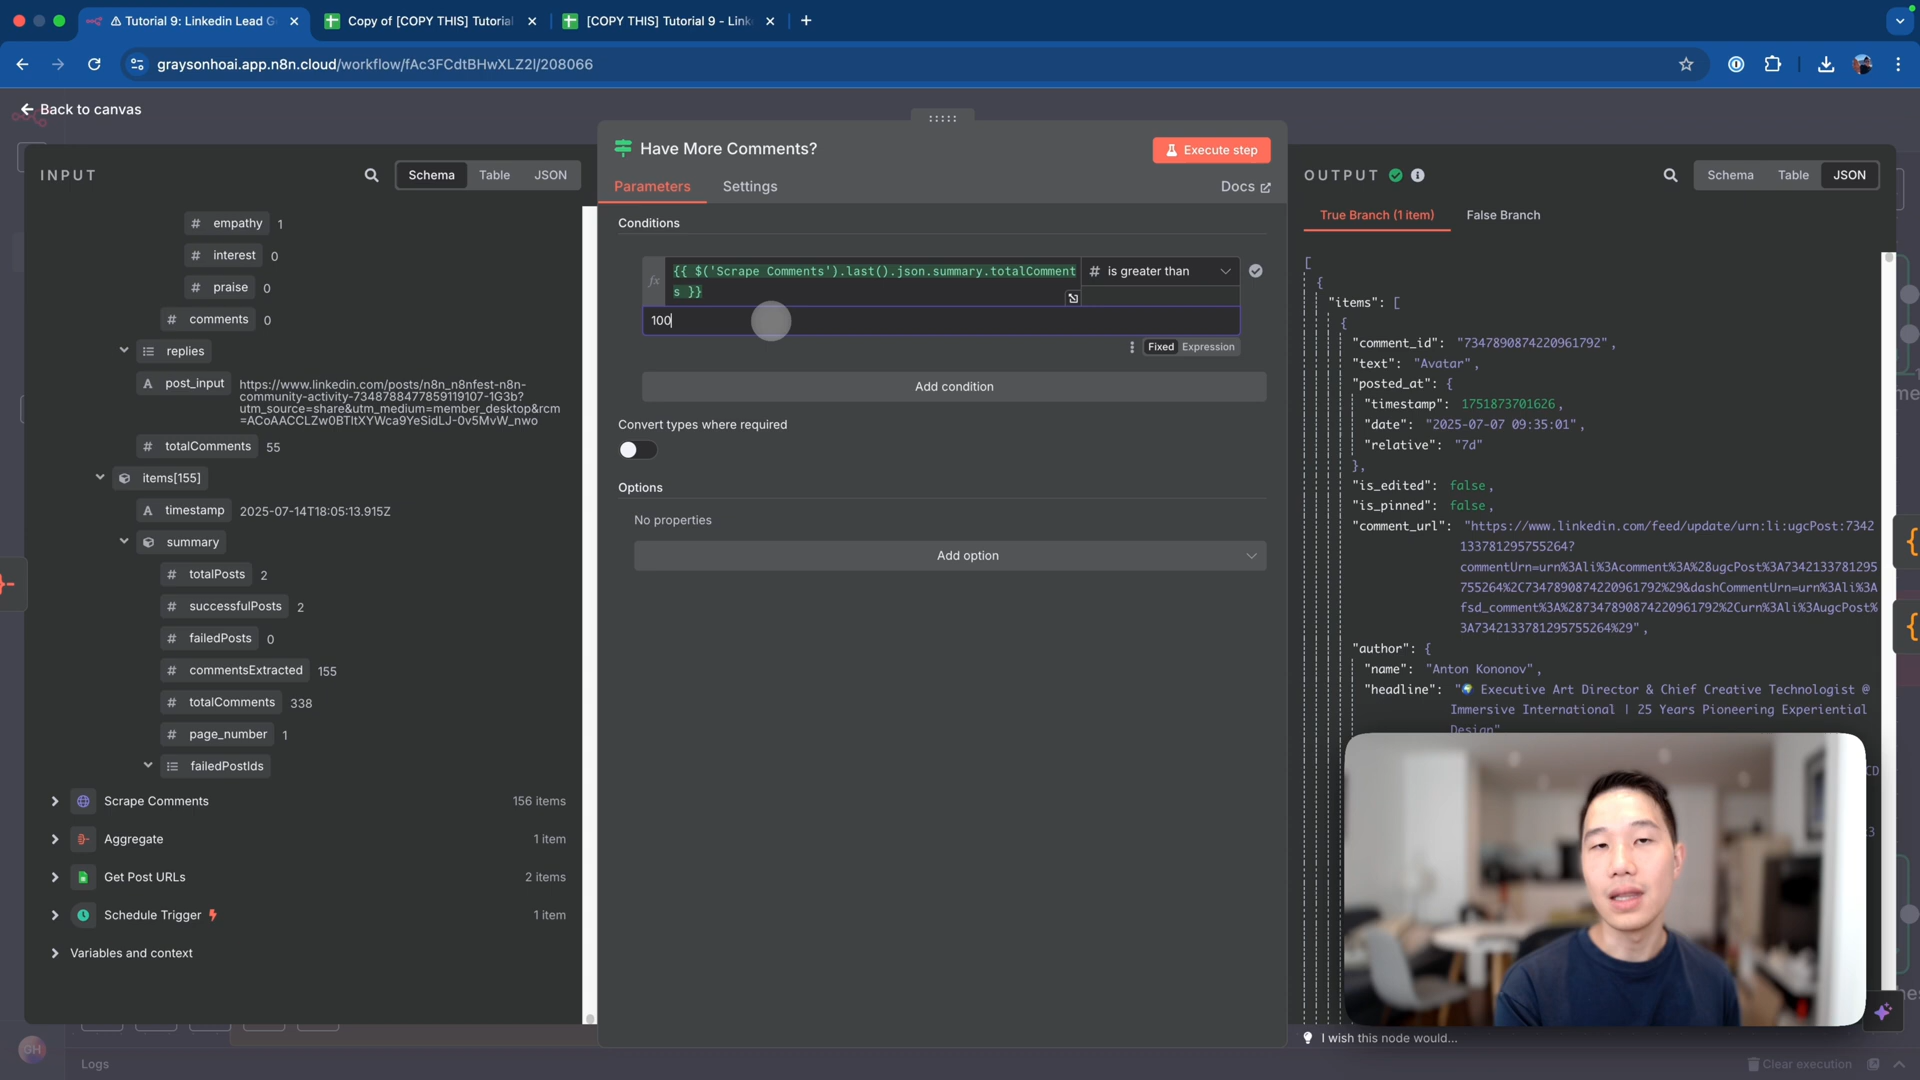 ⚠ Tutorial 9: Linkedin Lead G
Copy of [COPY THIS] Tutorial
[COPY THIS] Tutorial 9 - Link
graysonhoai.app.n8n.cloud/workflow/fAc3FCdtBHwXLZ2l/208066
Back to canvas
INPUT
Schema
Table
JSON
# empathy 1
# interest 0
# praise 0
# comments 0
replies
A post_input https://www.linkedin.com/posts/n8n_n8nfest-n8n-
community-activity-7348788477859119107-1G3b?
utm_source=share&utm_medium=member_desktop&rcm
=ACoAACCLZw0BTItXYWca9YeSidLJ-0v5MvW_nwo
# totalComments 55
items[155]
A timestamp 2025-07-14T18:05:13.915Z
summary
# totalPosts 2
# successfulPosts 2
# failedPosts 0
# commentsExtracted 155
# totalComments 338
# page_number 1
failedPostIds
Scrape Comments 156 items
Aggregate 1 item
Get Post URLs 2 items
Schedule Trigger 1 item
Variables and context
GH
Logs
Have More Comments?
Execute step
Parameters
Settings
Docs
Conditions
fx {{ $('Scrape Comments').last().json.summary.totalComment
s }}
# is greater than
100
Fixed Expression
Add condition
Convert types where required
Options
No properties
Add option
OUTPUT
Schema
Table
JSON
True Branch (1 item)
False Branch
[
{
"items": [
{
"comment_id": "7347890874220961792",
"text": "Avatar",
"posted_at": {
"timestamp": 1751873701626,
"date": "2025-07-07 09:35:01",
"relative": "7d"
},
"is_edited": false,
"is_pinned": false,
"comment_url": "https://www.linkedin.com/feed/update/urn:li:ugcPost:7342
133781295755264?
commentUrn=urn%3Ali%3Acomment%3A%28ugcPost%3A7342133781295
755264%2C7347890874220961792%29&dashCommentUrn=urn%3Ali%3A
fsd_comment%3A%287347890874220961792%2Curn%3Ali%3AugcPost%
3A7342133781295755264%29",
"author": {
"name": "Anton Kononov",
"headline": "🌍 Executive Art Director & Chief Creative Technologist @
Immersive International | 25 Years Pioneering Experiential
Design"
I wish this node would...
Clear execution